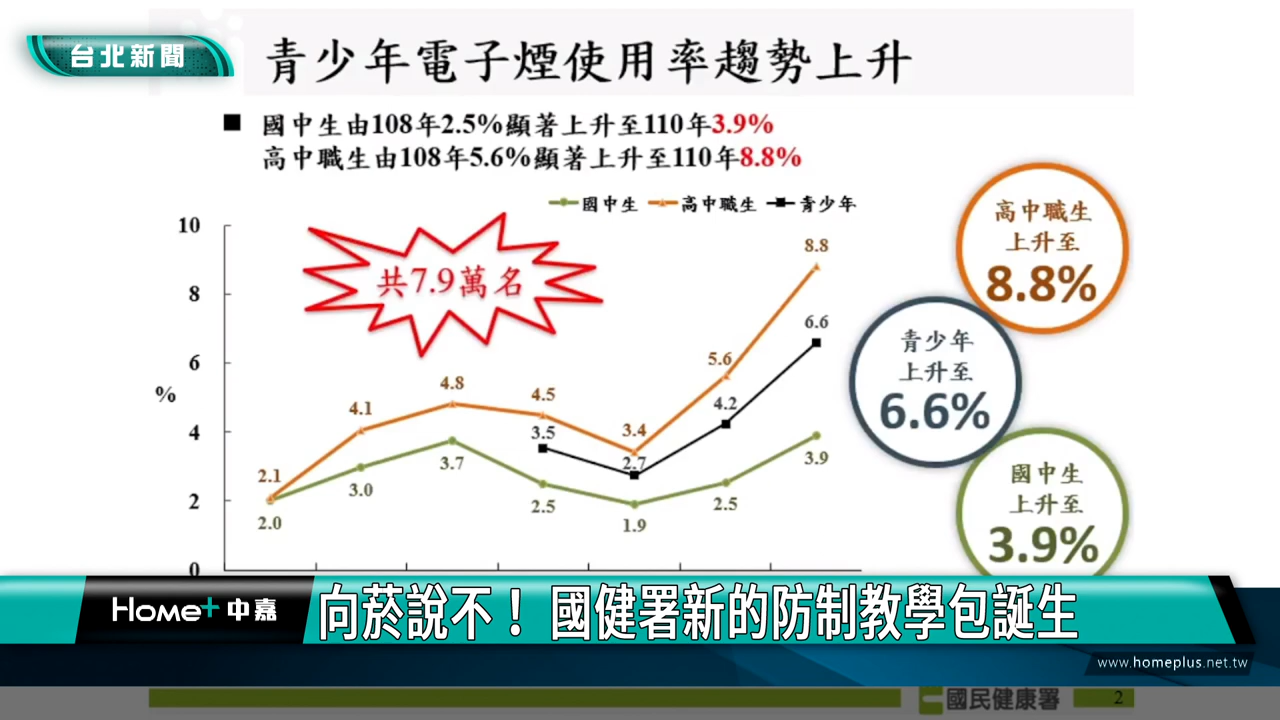 台北新聞
青少年電子煙使用率趨勢上升
■ 國中生由108年2.5%顯著上升至110年3.9%
高中職生由108年5.6%顯著上升至110年8.8%
國中生 高中職生 青少年
共7.9萬名
%
10
8
6
4
2
0
2.1 4.1 4.8 4.5 3.4 5.6 8.8
3.5 2.7 4.2 6.6
2.0 3.0 3.7 2.5 1.9 2.5 3.9
高中職生
上升至
8.8%
青少年
上升至
6.6%
國中生
上升至
3.9%
Home+中嘉
向菸說不！國健署新的防制教學包誕生
www.homeplus.net.tw
國民健康署
2